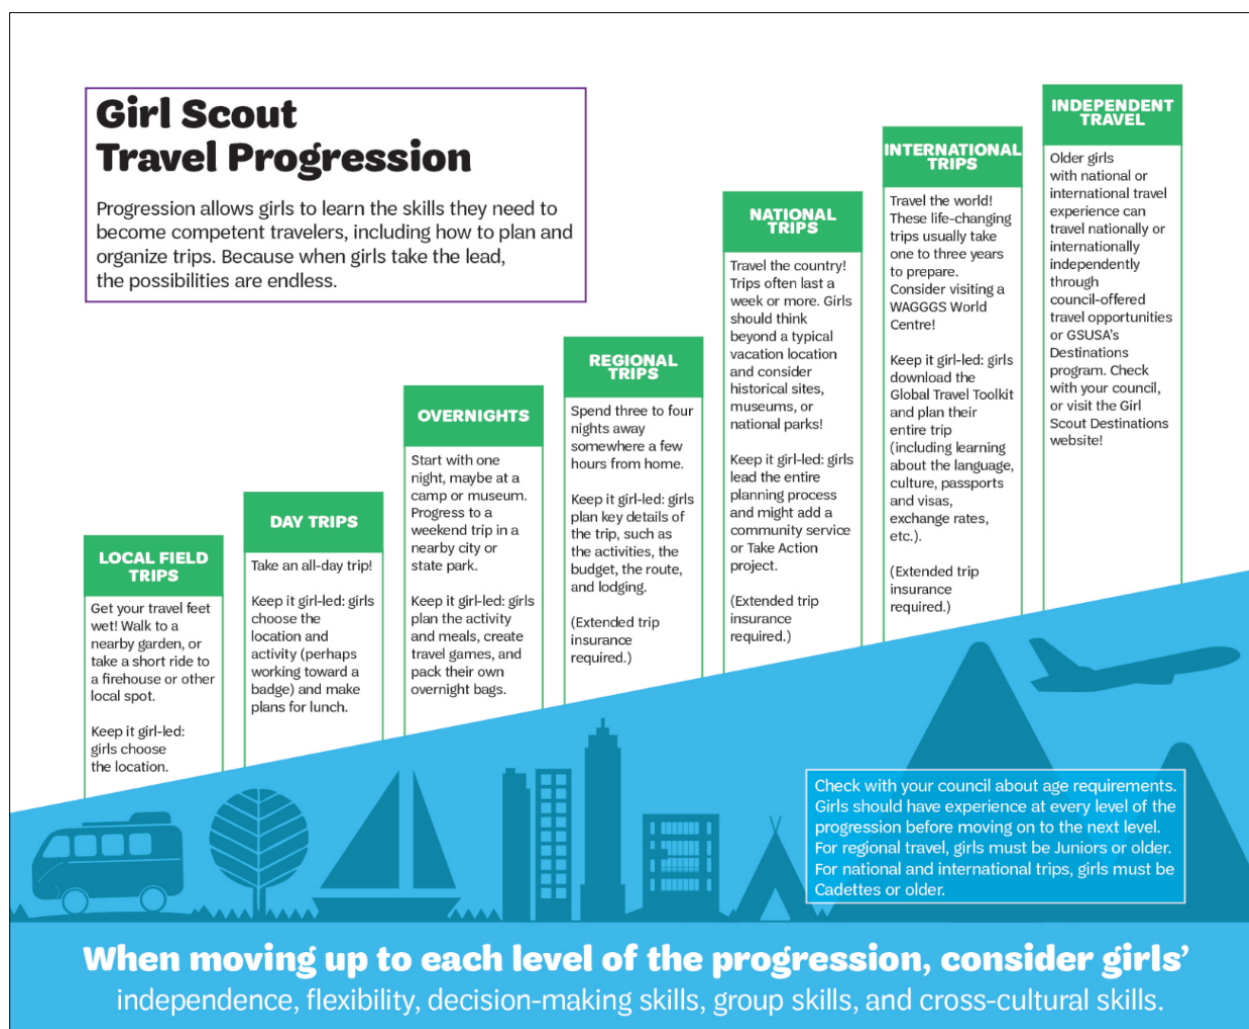 Girl Scout
Travel Progression
Progression allows girls to learn the skills they need to
become competent travelers, including how to plan and
organize trips. Because when girls take the lead,
the possibilities are endless.
LOCAL FIELD
TRIPS
Get your travel feet
wet! Walk to a
nearby garden, or
take a short ride to
a firehouse or other
local spot.
Keep it girl-led:
girls choose
the location.
DAY TRIPS
Take an all-day trip!
Keep it girl-led: girls
choose the
location and
activity (perhaps
working toward a
badge) and make
plans for lunch.
OVERNIGHTS
Start with one
night, maybe at a
camp or museum.
Progress to a
weekend trip in a
nearby city or
state park.
Keep it girl-led: girls
plan the activity
and meals, create
travel games, and
pack their own
overnight bags.
REGIONAL
TRIPS
Spend three to four
nights away
somewhere a few
hours from home.
Keep it girl-led: girls
plan key details of
the trip, such as
the activities, the
budget, the route,
and lodging.
(Extended trip
insurance
required.)
NATIONAL
TRIPS
Travel the country!
Trips often last a
week or more. Girls
should think
beyond a typical
vacation location
and consider
historical sites,
museums, or
national parks!
Keep it girl-led: girls
lead the entire
planning process
and might add a
community service
or Take Action
project.
(Extended trip
insurance
required.)
INTERNATIONAL
TRIPS
Travel the world!
These life-changing
trips usually take
one to three years
to prepare.
Consider visiting a
WAGGGS World
Centre!
Keep it girl-led: girls
download the
Global Travel Toolkit
and plan their
entire trip
(including learning
about the language,
culture, passports
and visas,
exchange rates,
etc.).
(Extended trip
insurance
required.)
INDEPENDENT
TRAVEL
Older girls
with national or
international travel
experience can
travel nationally or
internationally
independently
through
council-offered
travel opportunities
or GSUSA's
Destinations
program. Check
with your council,
or visit the Girl
Scout Destinations
website!
Check with your council about age requirements.
Girls should have experience at every level of the
progression before moving on to the next level.
For regional travel, girls must be Juniors or older.
For national and international trips, girls must be
Cadettes or older.
When moving up to each level of the progression, consider girls'
independence, flexibility, decision-making skills, group skills, and cross-cultural skills.